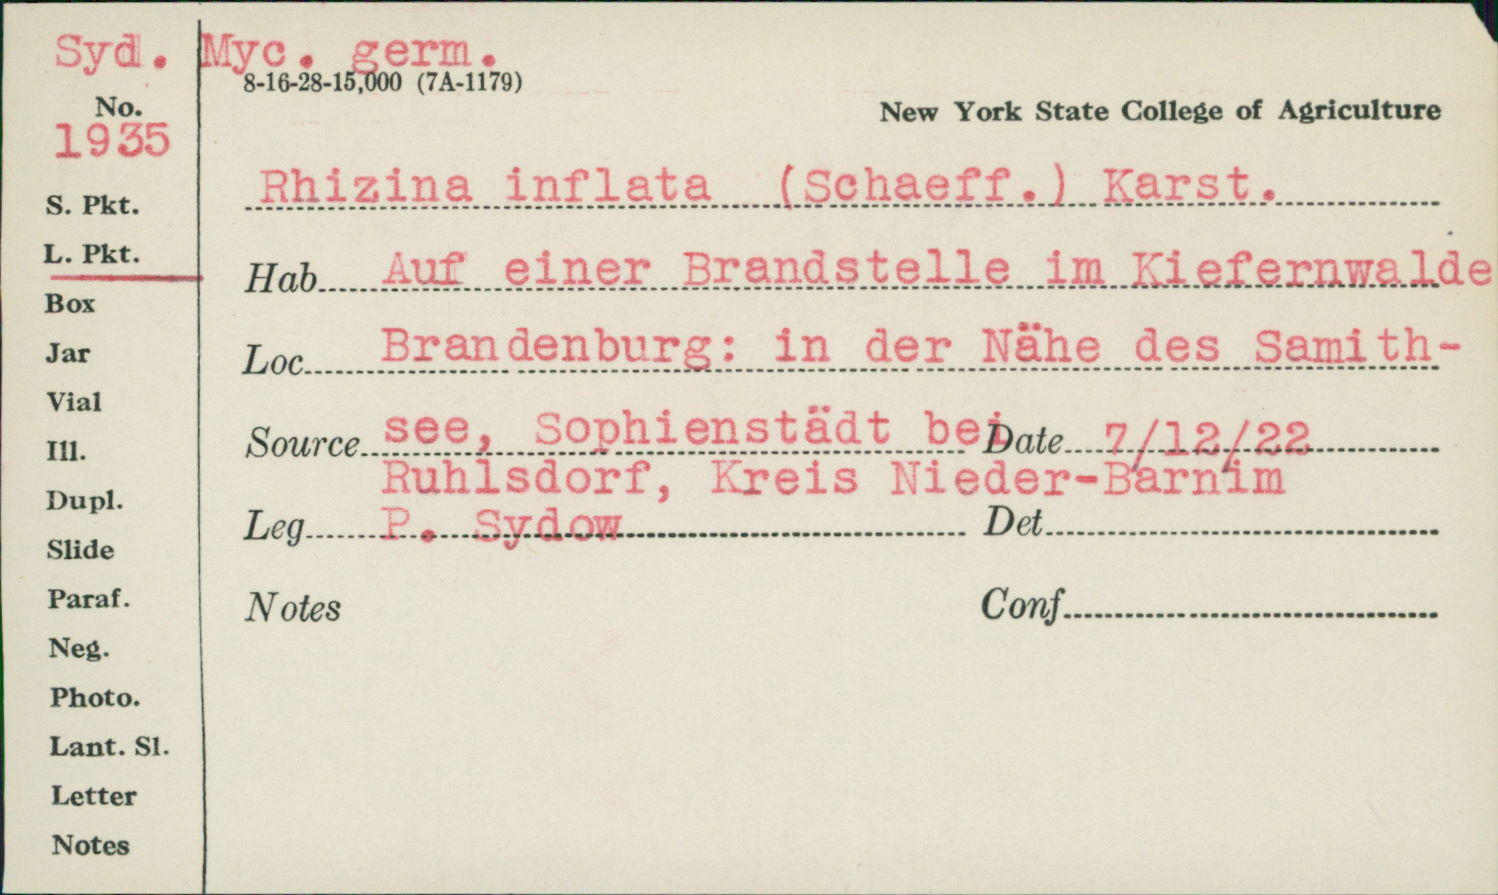 Syd. Myc. germ.
8-16-28-15,000 (7A-1179)
No.
1935
New York State College of Agriculture
Rhizina inflata (Schaeff.) Karst.
S. Pkt.
L. Pkt.
Hab. Auf einer Brandstelle im Kiefernwalde
Box
Jar
Loc. Brandenburg: in der Nähe des Samith-
Vial
Source see, Sophienstädt bei Date 7/12/22
Ill.
Ruhlsdorf, Kreis Nieder-Barnim
Dupl.
Leg. P. Sydow Det.
Slide
Paraf.
Notes Conf.
Neg.
Photo.
Lant. Sl.
Letter
Notes